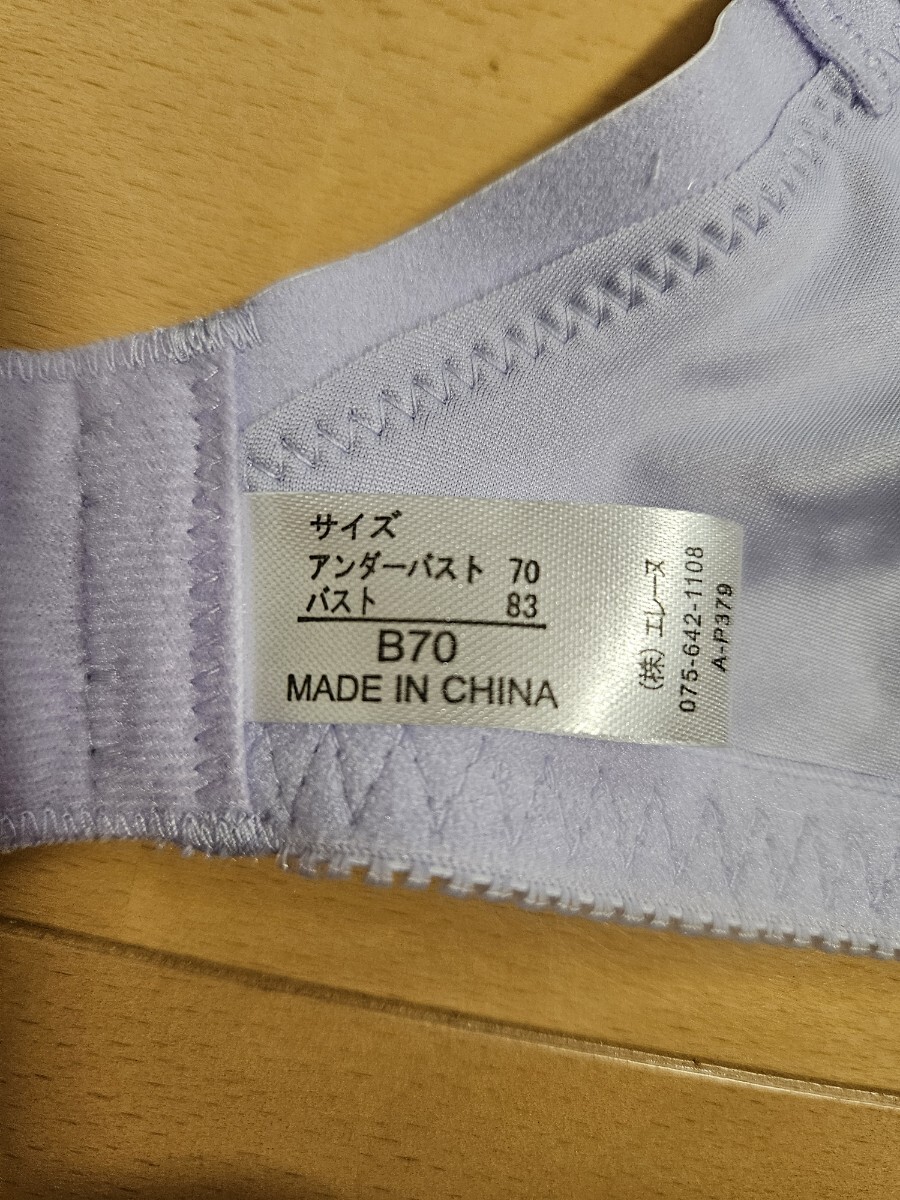 サイズ
アンダーバスト 70
バスト 83
B70
MADE IN CHINA
(株) エレーヌ
075-642-1108
A-P379